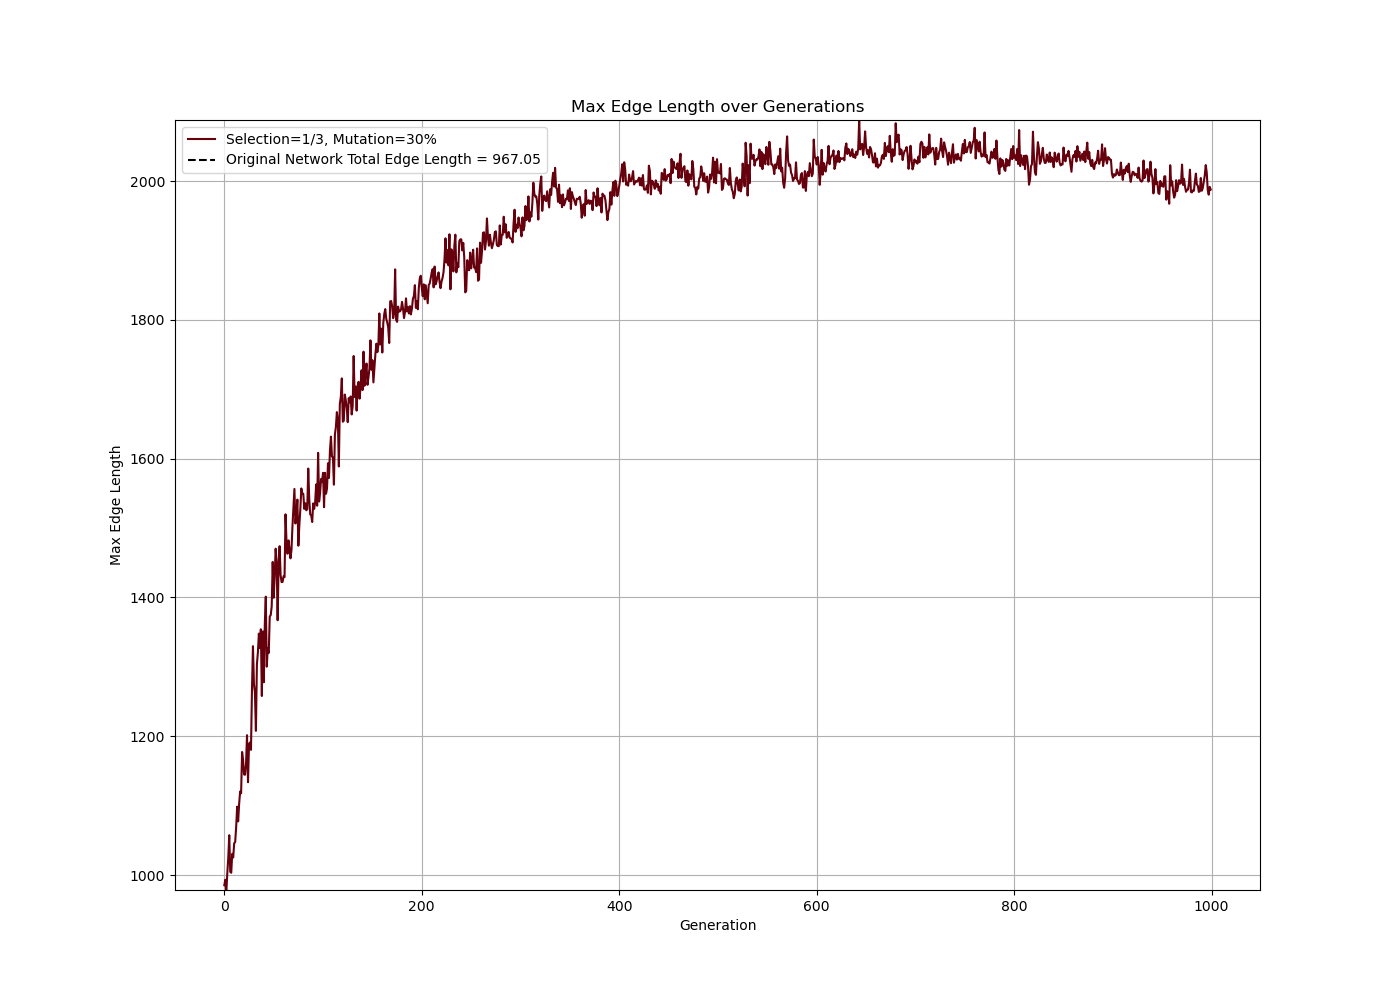 Max Edge Length over Generations
Selection=1/3, Mutation=30%
Original Network Total Edge Length = 967.05
2000
1800
1600
1400
1200
1000
Max Edge Length
0 200 400 600 800 1000
Generation